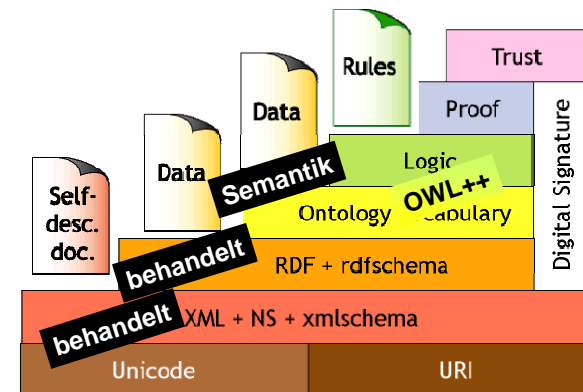 Trust
Rules
Proof
Data
Digital Signature
Logic
Data
Semantik
OWL++
Self-
desc.
doc.
Ontology
behandelt
RDF + rdfschema
behandelt
XML + NS + xmlschema
Unicode
URI